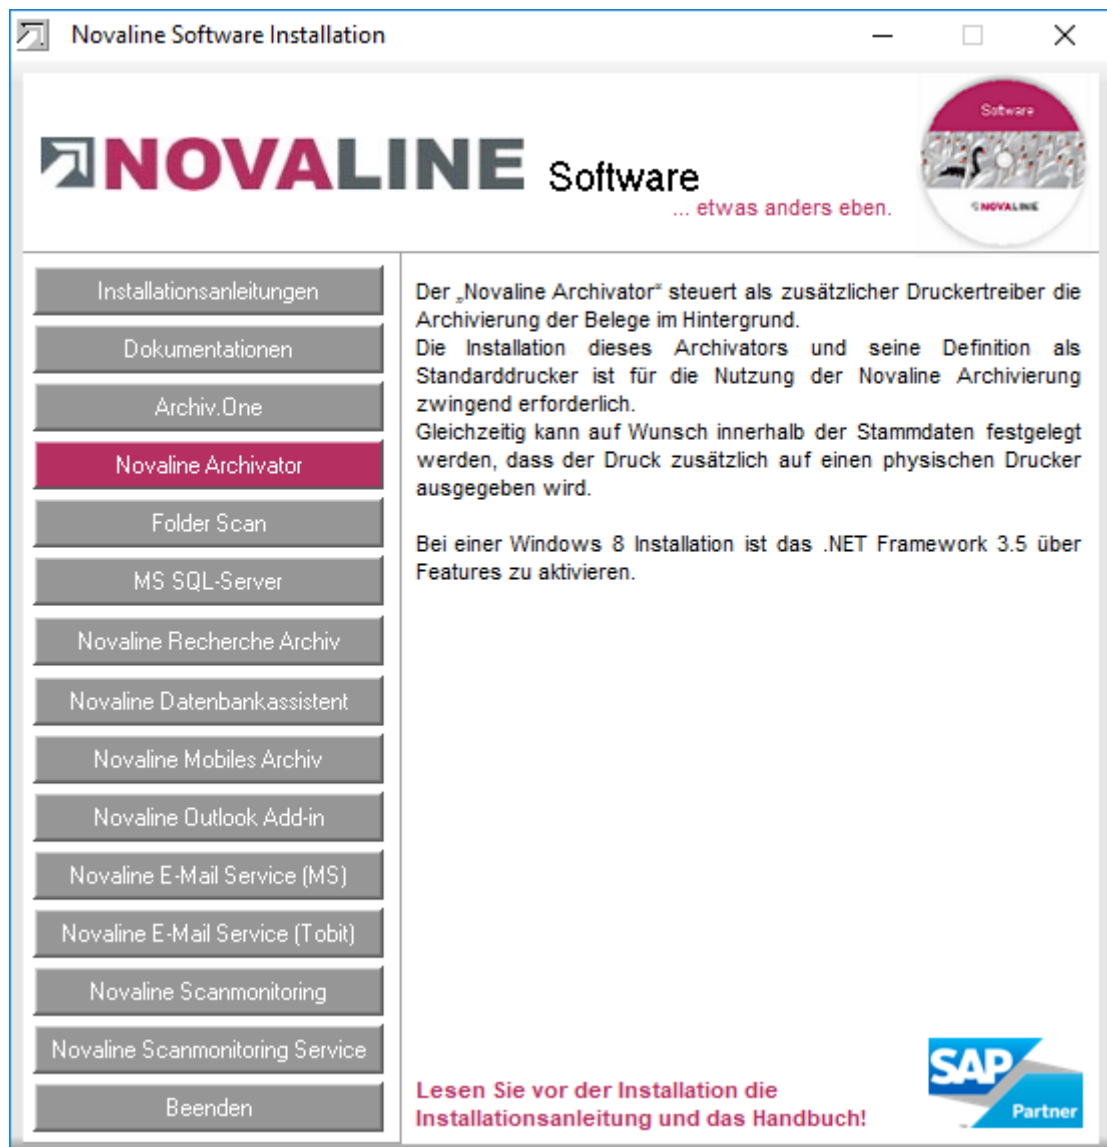 Novaline Software Installation
NOVALINE Software
... etwas anders eben.
Software
NOVALINE
Installationsanleitungen
Dokumentationen
Archiv.One
Novaline Archivator
Folder Scan
MS SQL-Server
Novaline Recherche Archiv
Novaline Datenbankassistent
Novaline Mobiles Archiv
Novaline Outlook Add-in
Novaline E-Mail Service (MS)
Novaline E-Mail Service (Tobit)
Novaline Scanmonitoring
Novaline Scanmonitoring Service
Beenden
Der „Novaline Archivator“ steuert als zusätzlicher Druckertreiber die
Archivierung der Belege im Hintergrund.
Die Installation dieses Archivators und seine Definition als
Standarddrucker ist für die Nutzung der Novaline Archivierung
zwingend erforderlich.
Gleichzeitig kann auf Wunsch innerhalb der Stammdaten festgelegt
werden, dass der Druck zusätzlich auf einen physischen Drucker
ausgegeben wird.
Bei einer Windows 8 Installation ist das .NET Framework 3.5 über
Features zu aktivieren.
Lesen Sie vor der Installation die
Installationsanleitung und das Handbuch!
SAP
Partner